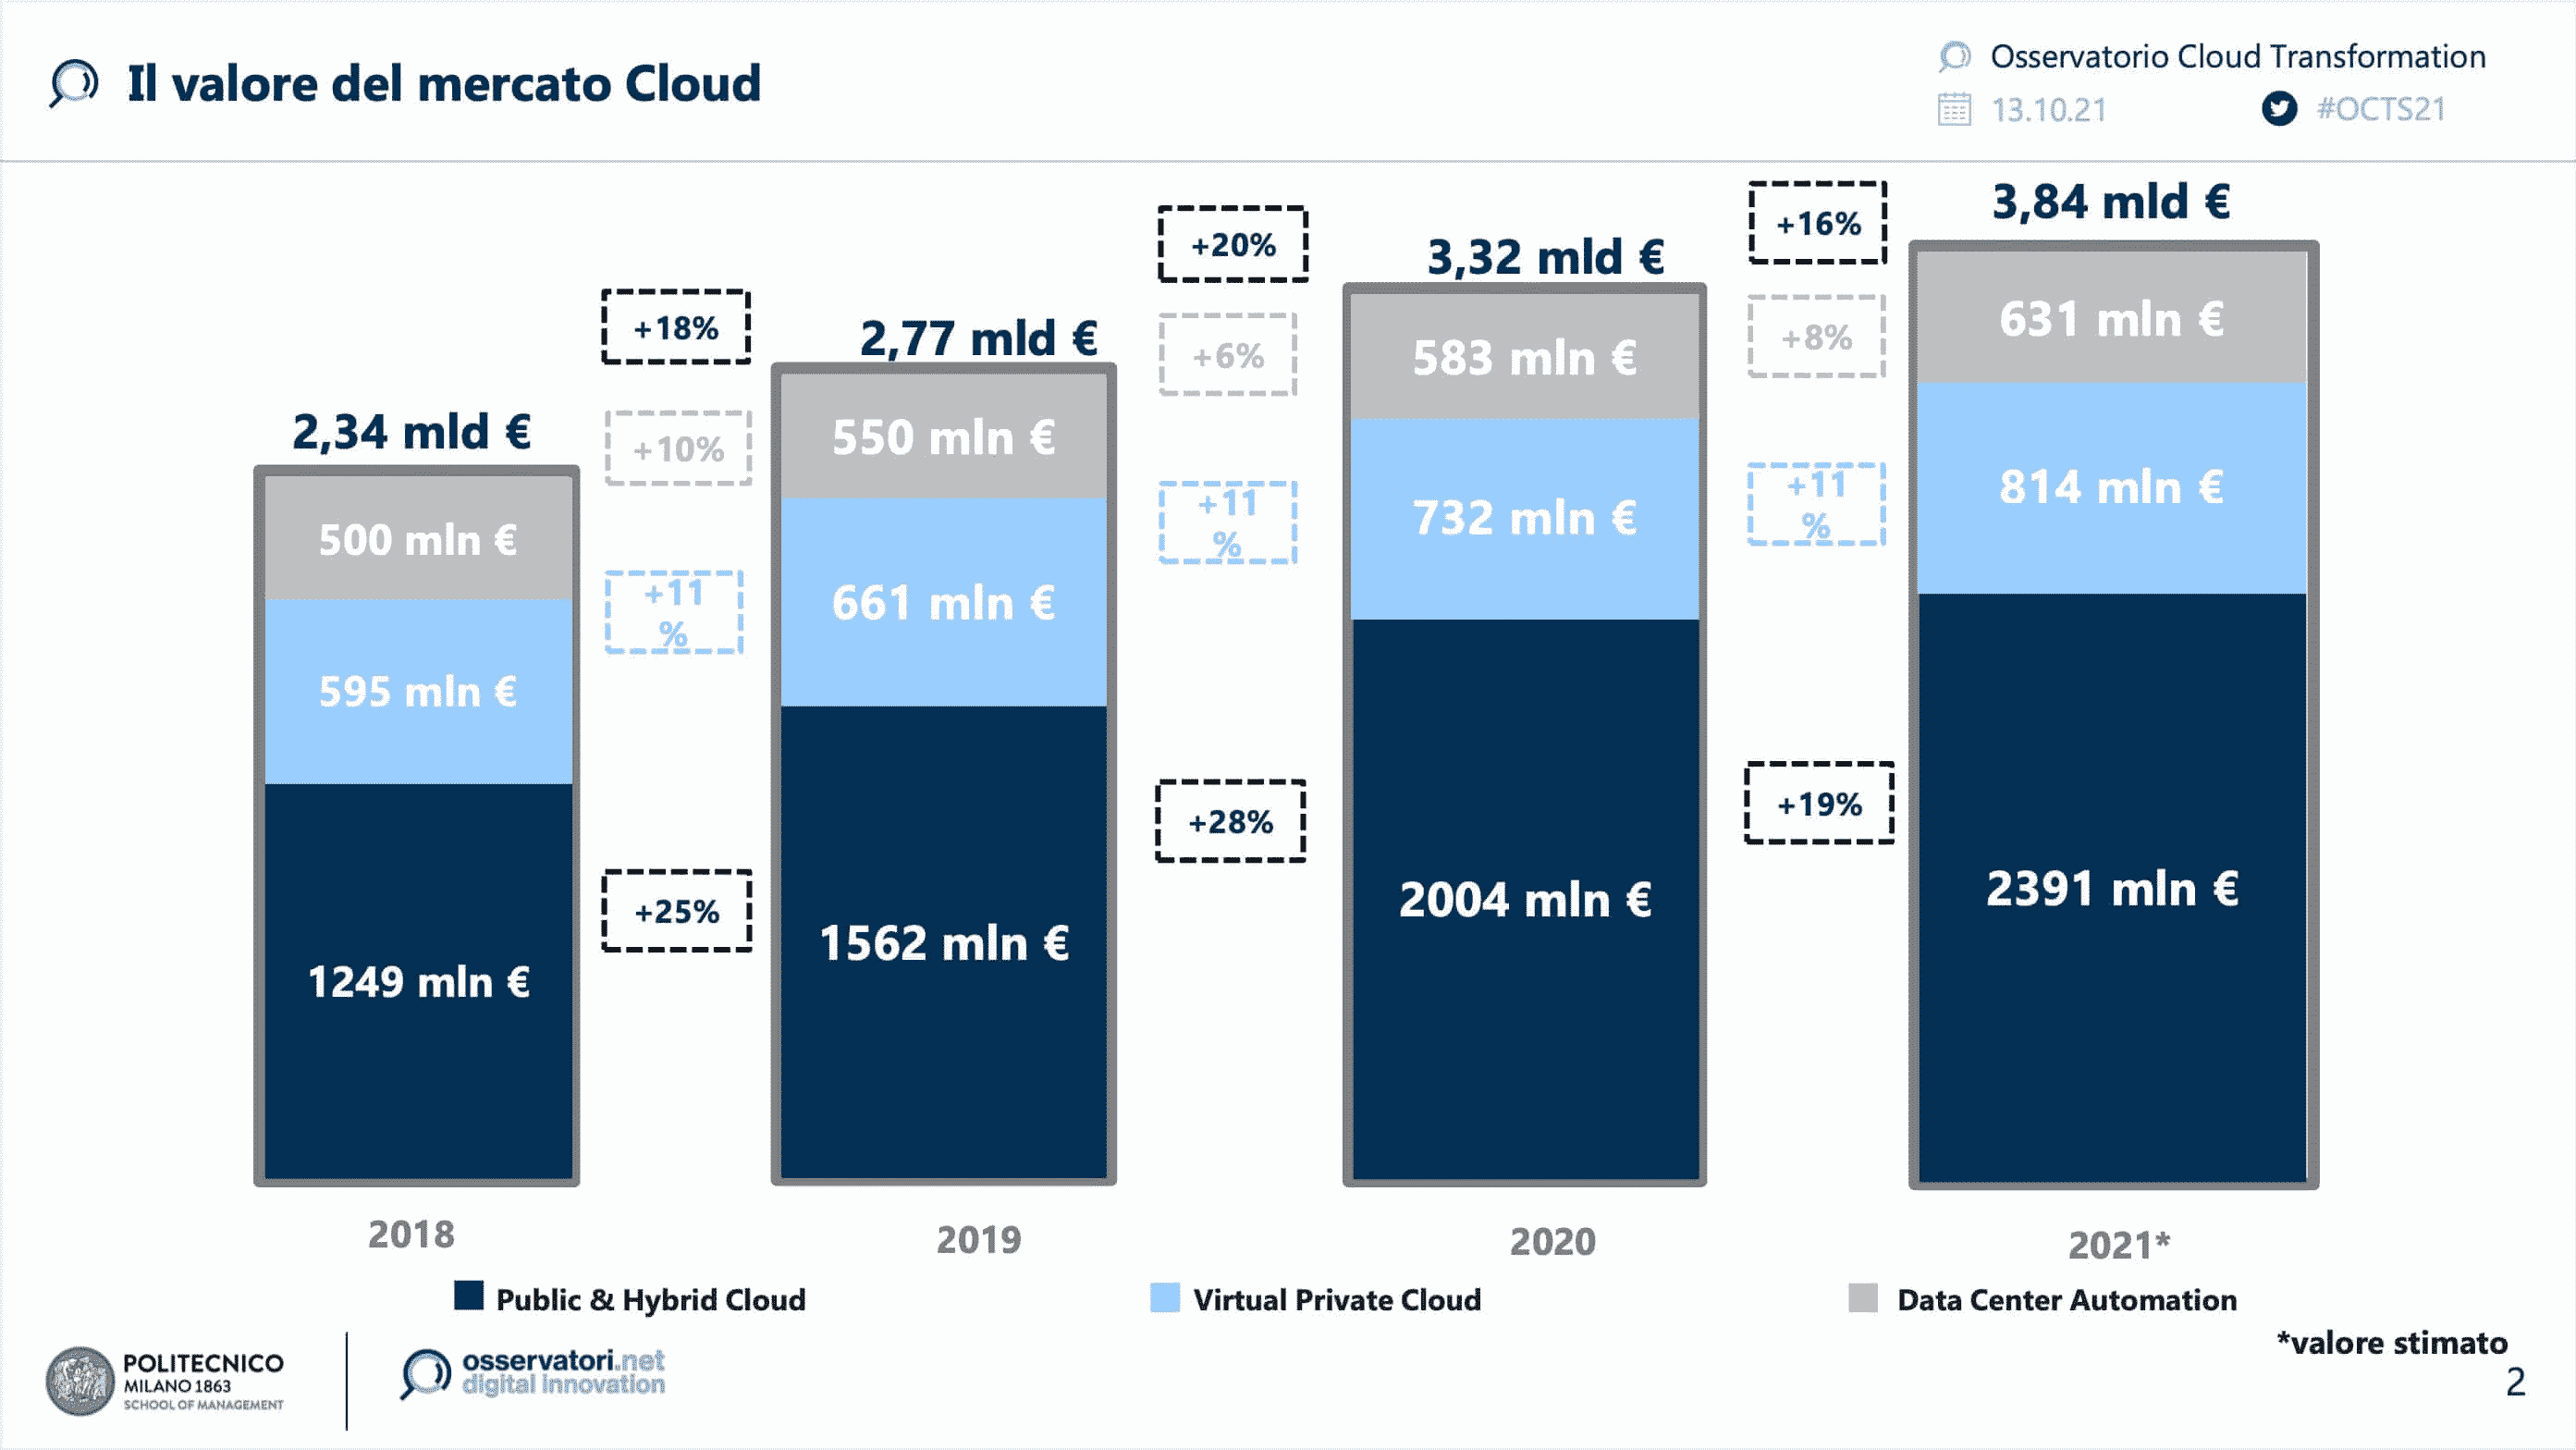 Il valore del mercato Cloud
Osservatorio Cloud Transformation
13.10.21
#OCTS21
2,34 mld €
500 mln €
595 mln €
1249 mln €
+18%
+10%
+11
%
+25%
2,77 mld €
550 mln €
661 mln €
1562 mln €
+20%
+6%
+11
%
+28%
3,32 mld €
583 mln €
732 mln €
2004 mln €
+16%
+8%
+11
%
+19%
3,84 mld €
631 mln €
814 mln €
2391 mln €
2018
2019
2020
2021*
Public & Hybrid Cloud
Virtual Private Cloud
Data Center Automation
*valore stimato
POLITECNICO
MILANO 1863
SCHOOL OF MANAGEMENT
osservatori.net
digital innovation
2